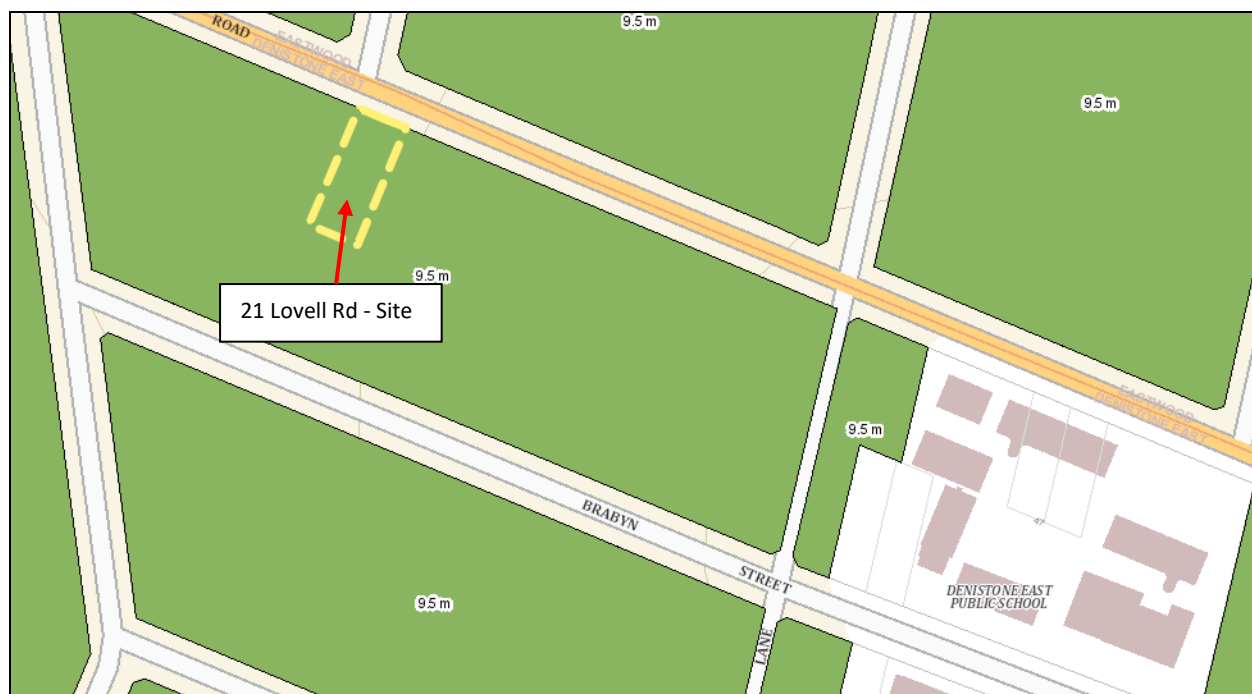 9.5 m
ROAD
EASTWOOD
DENISTONE EAST
9.5 m
9.5 m
21 Lovell Rd - Site
EASTWOOD
DENISTONE EAST
9.5 m
BRABYN
47
STREET
DENISTONE EAST
PUBLIC SCHOOL
9.5 m
LANE